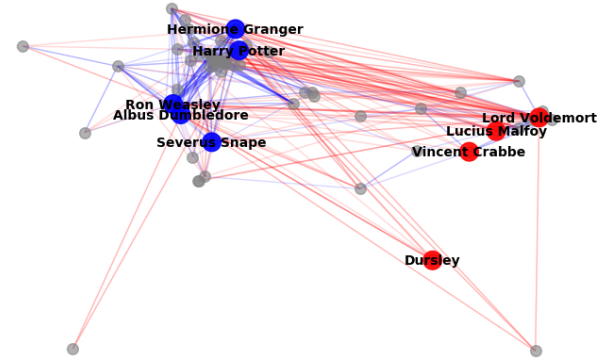 Hermione Granger
Harry Potter
Ron Weasley
Albus Dumbledore
Lord Voldemort
Lucius Malfoy
Severus Snape
Vincent Crabbe
Dursley